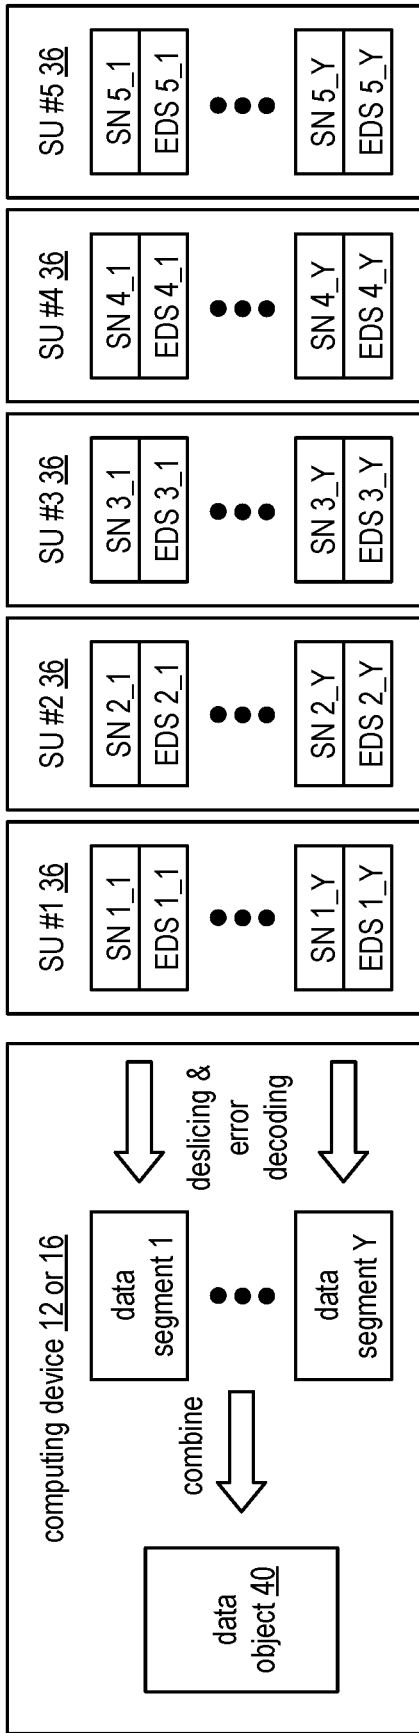 computing device 12 or 16
data
object 40
combine
data
segment 1
data
segment Y
deslicing &
error
decoding
SU #1 36
SN 1_1
EDS 1_1
SN 1_Y
EDS 1_Y
SU #2 36
SN 2_1
EDS 2_1
SN 2_Y
EDS 2_Y
SU #3 36
SN 3_1
EDS 3_1
SN 3_Y
EDS 3_Y
SU #4 36
SN 4_1
EDS 4_1
SN 4_Y
EDS 4_Y
SU #5 36
SN 5_1
EDS 5_1
SN 5_Y
EDS 5_Y